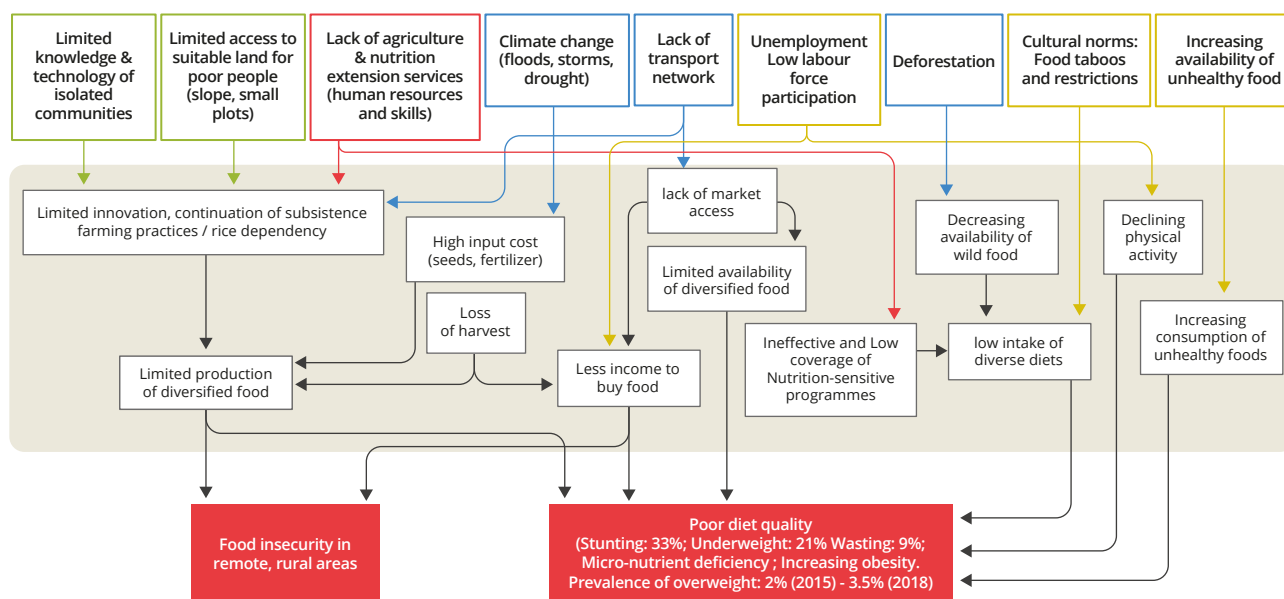 Limited
knowledge &
technology of
isolated
communities
Limited access to
suitable land for
poor people
(slope, small
plots)
Lack of agriculture
& nutrition
extension services
(human resources
and skills)
Climate change
(floods, storms,
drought)
Lack of
transport
network
Unemployment
Low labour
force
participation
Deforestation
Cultural norms:
Food taboos
and restrictions
Increasing
availability of
unhealthy food
Limited innovation, continuation of subsistence
farming practices / rice dependency
High input cost
(seeds, fertilizer)
lack of market
access
Limited availability
of diversified food
Decreasing
availability of
wild food
Declining
physical
activity
Loss
of harvest
Limited production
of diversified food
Less income to
buy food
Ineffective and Low
coverage of
Nutrition-sensitive
programmes
low intake of
diverse diets
Increasing
consumption of
unhealthy foods
Food insecurity in
remote, rural areas
Poor diet quality
(Stunting: 33%; Underweight: 21% Wasting: 9%;
Micro-nutrient deficiency ; Increasing obesity.
Prevalence of overweight: 2% (2015) - 3.5% (2018)